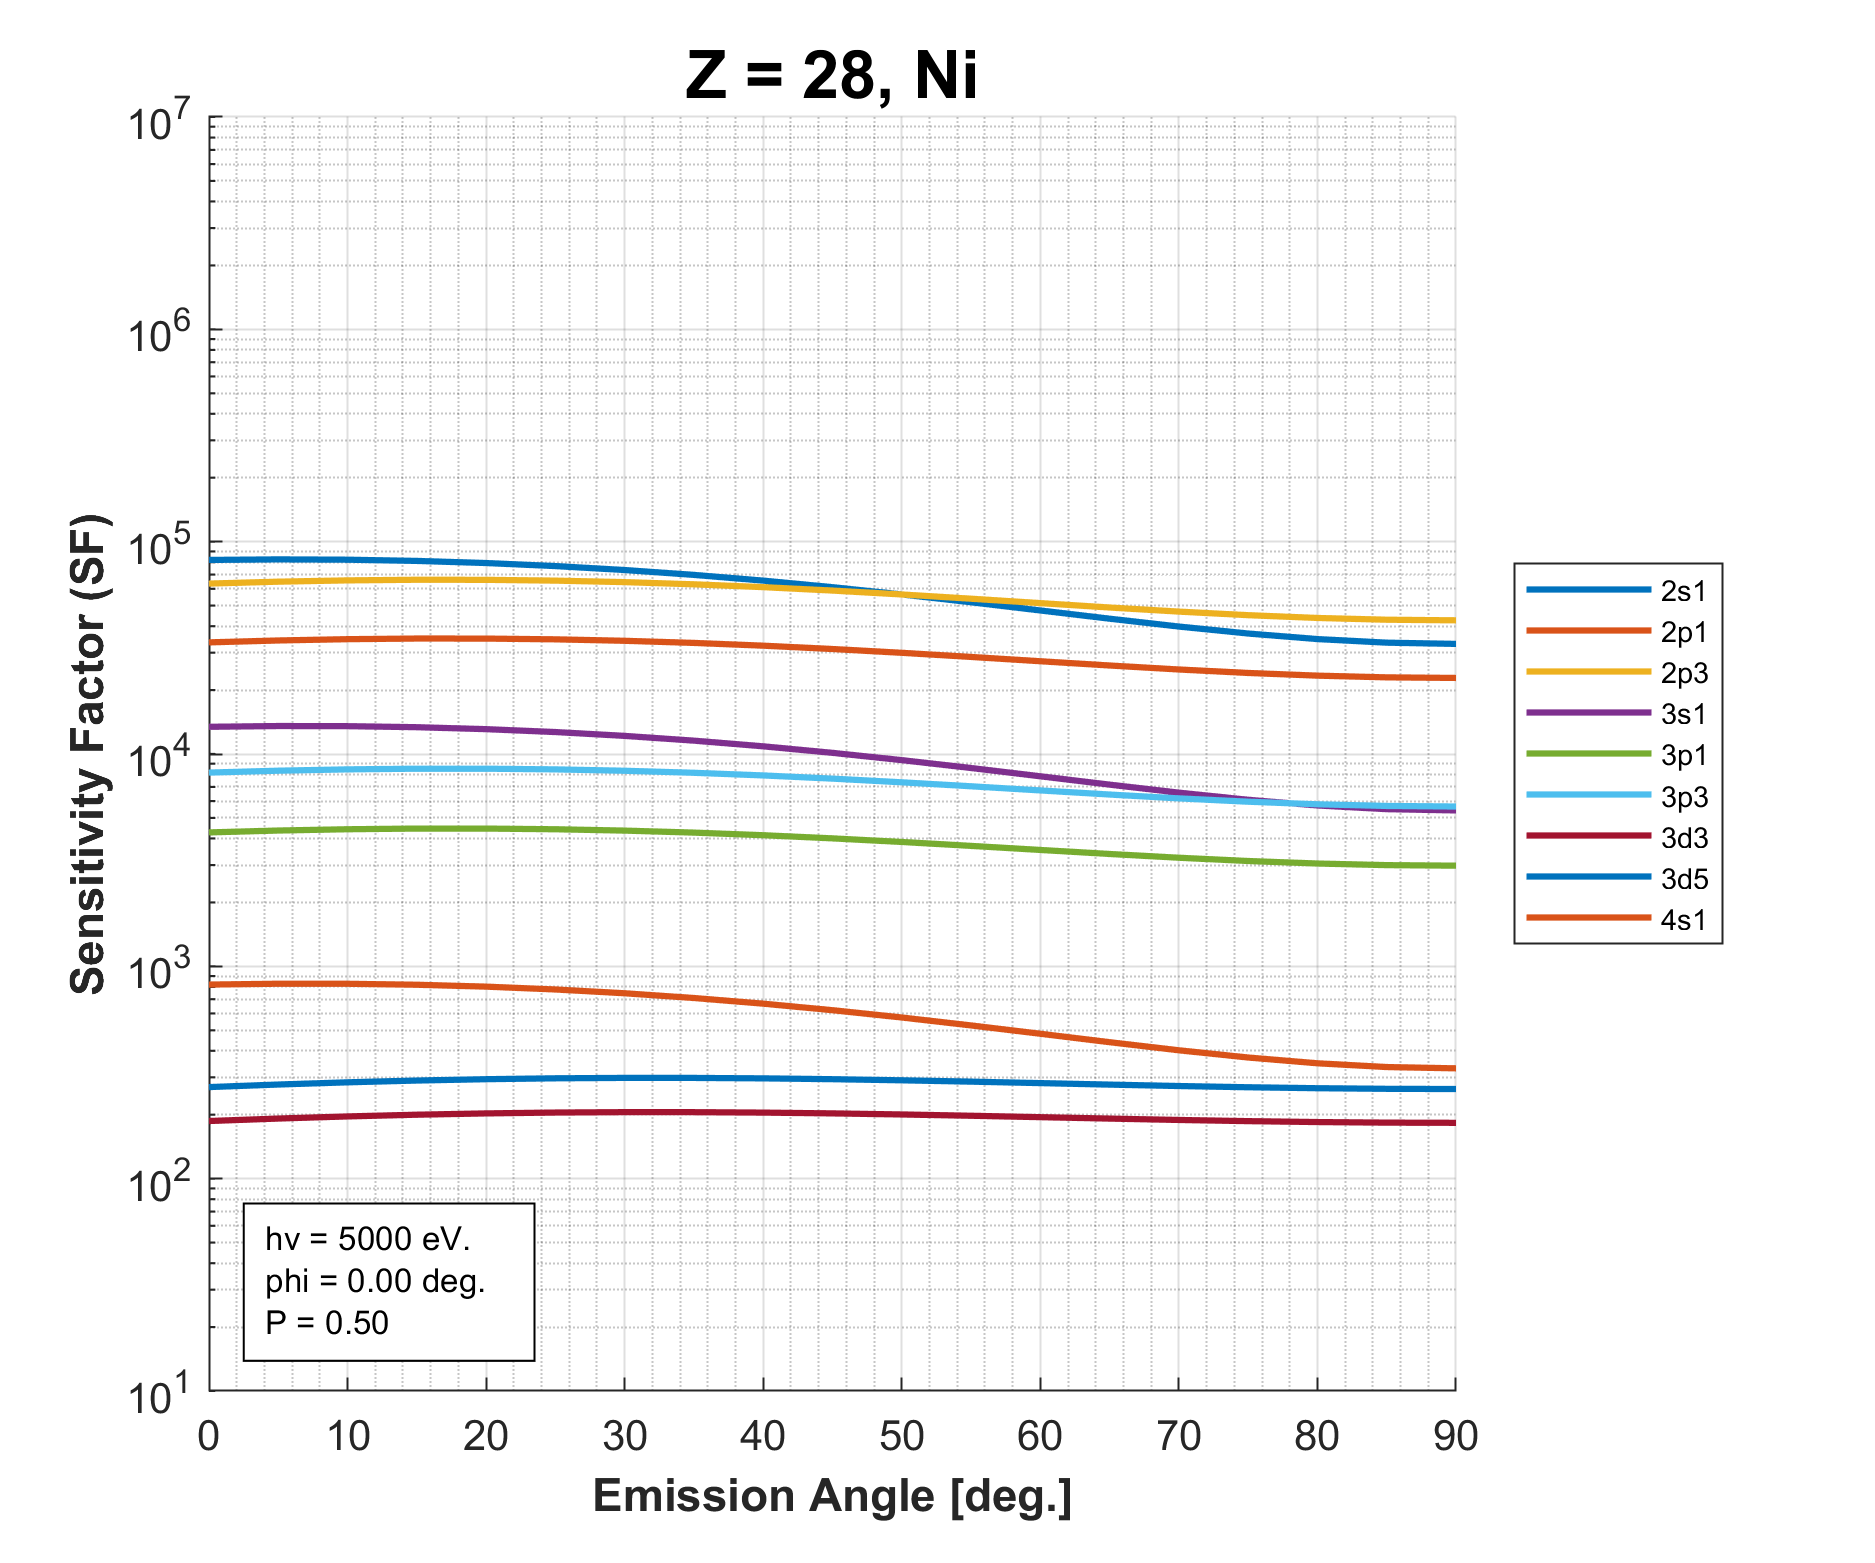 Z = 28, Ni
Sensitivity Factor (SF)
10^7
10^6
10^5
10^4
10^3
10^2
10^1
0 10 20 30 40 50 60 70 80 90
Emission Angle [deg.]
hv = 5000 eV.
phi = 0.00 deg.
P = 0.50
2s1
2p1
2p3
3s1
3p1
3p3
3d3
3d5
4s1